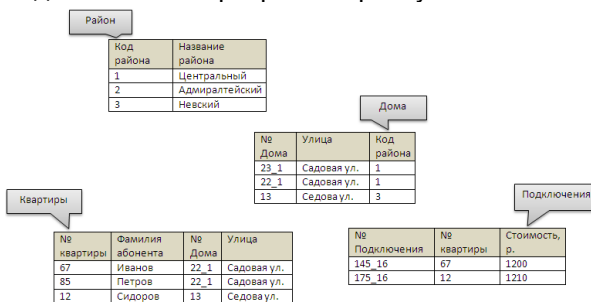 Район
Код района Название района
1 Центральный
2 Адмиралтейский
3 Невский
Дома
№ Дома Улица Код района
23_1 Садовая ул. 1
22_1 Садовая ул. 1
13 Седова ул. 3
Квартиры
№ квартиры Фамилия абонента № Дома Улица
67 Иванов 22_1 Садовая ул.
85 Петров 22_1 Садовая ул.
12 Сидоров 13 Седова ул.
Подключения
№ Подключения № квартиры Стоимость, р.
145_16 67 1200
175_16 12 1210